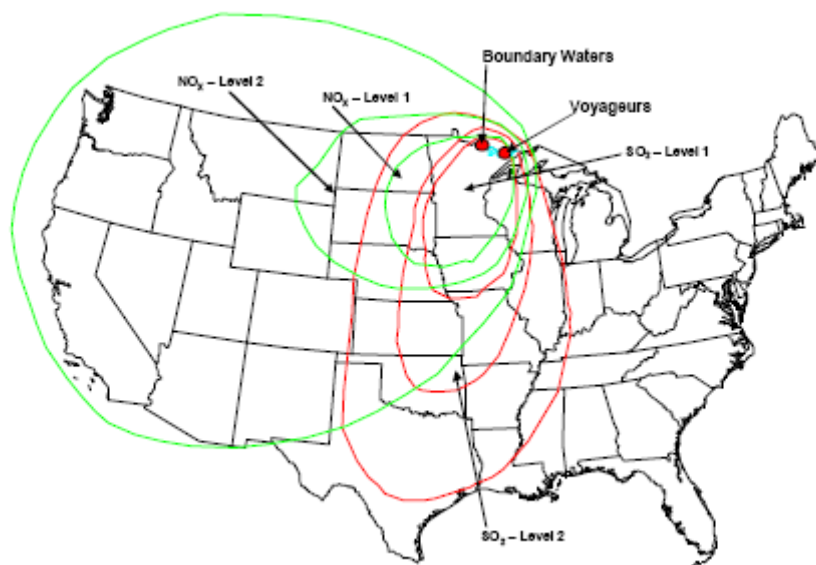 Boundary Waters
NOX – Level 2
NOX – Level 1
Voyageurs
SO2 – Level 1
SO2 – Level 2